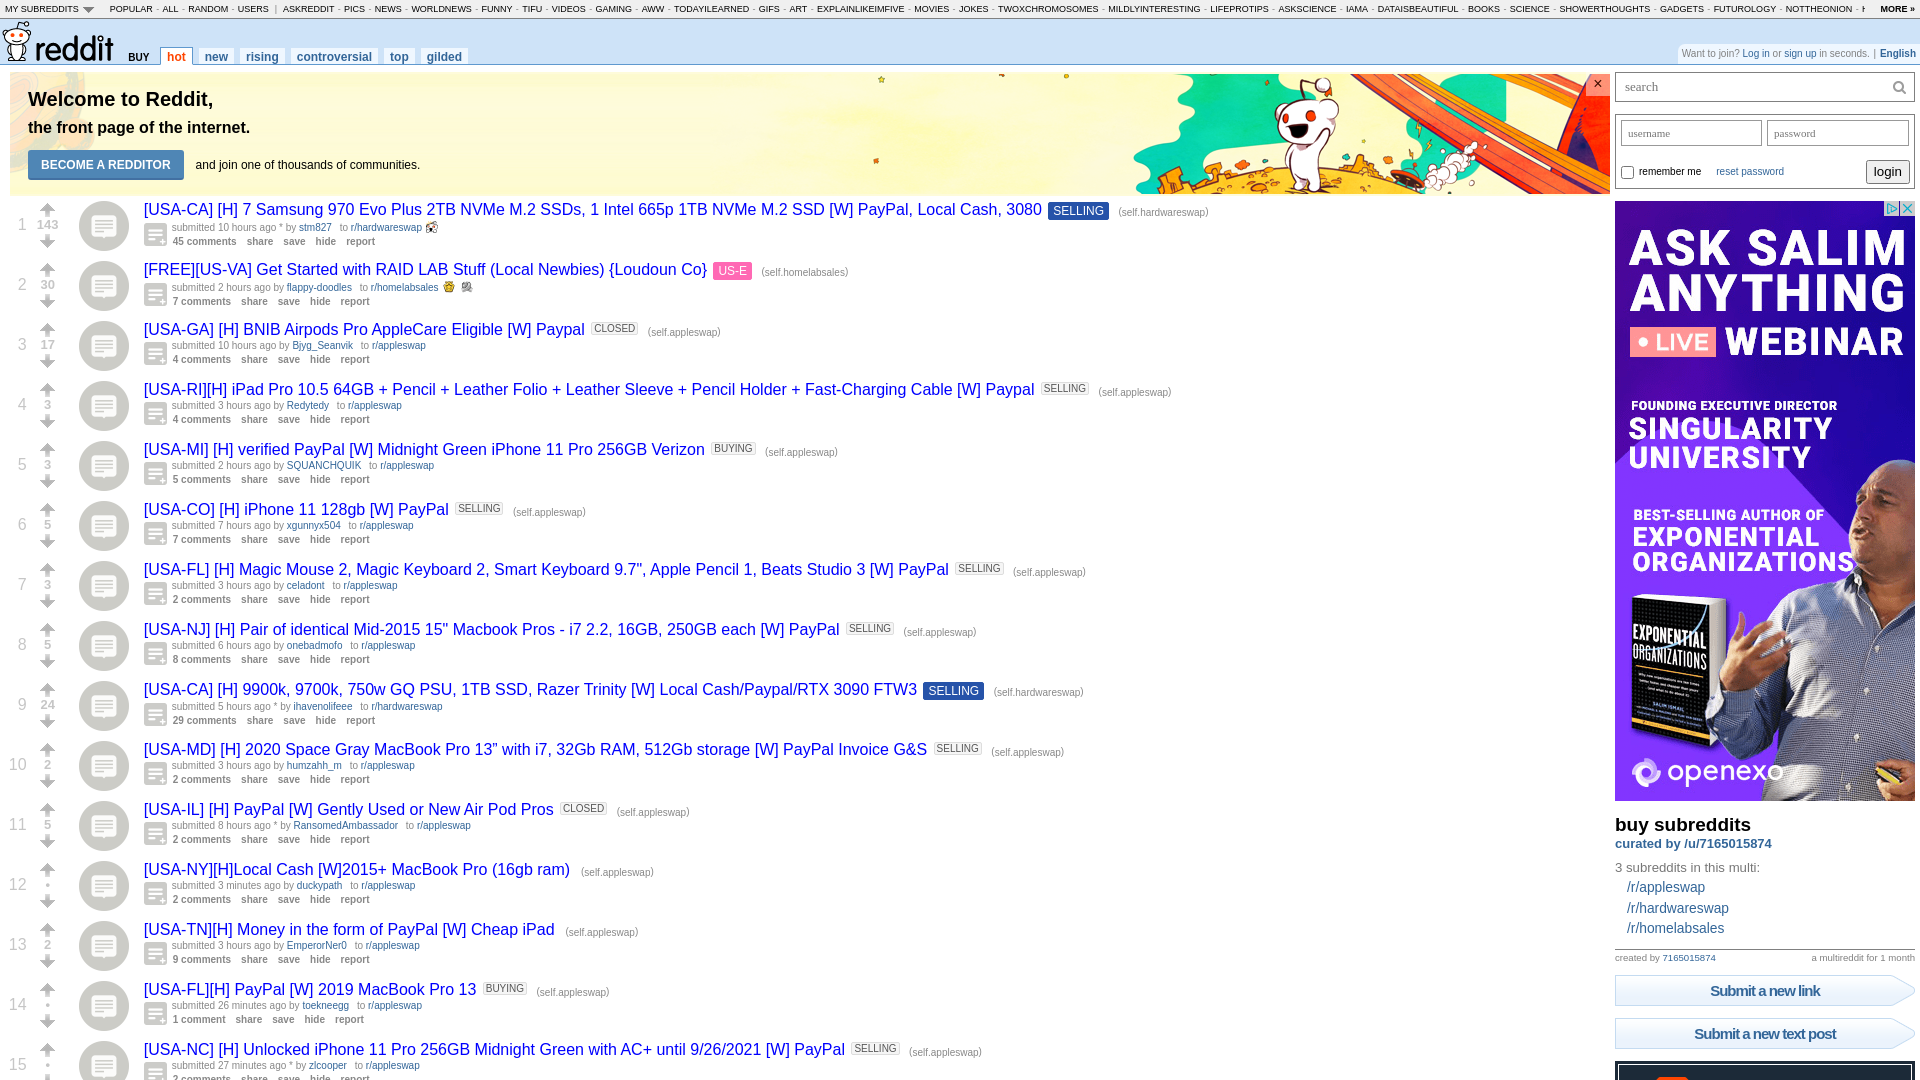 MY SUBREDDITS POPULAR - ALL - RANDOM - USERS | ASKREDDIT - PICS - NEWS - WORLDNEWS - FUNNY - TIFU - VIDEOS - GAMING - AWW - TODAYILEARNED - GIFS - ART - EXPLAINLIKEIMFIVE - MOVIES - JOKES - TWOXCHROMOSOMES - MILDLYINTERESTING - LIFEPROTIPS - ASKSCIENCE - IAMA - DATAISBEAUTIFUL - BOOKS - SCIENCE - SHOWERTHOUGHTS - GADGETS - FUTUROLOGY - NOTTHEONION - MORE »
reddit BUY hot new rising controversial top gilded
Want to join? Log in or sign up in seconds. | English
Welcome to Reddit,
the front page of the internet.
BECOME A REDDITOR and join one of thousands of communities.
×
1 143 [USA-CA] [H] 7 Samsung 970 Evo Plus 2TB NVMe M.2 SSDs, 1 Intel 665p 1TB NVMe M.2 SSD [W] PayPal, Local Cash, 3080 SELLING (self.hardwareswap)
submitted 10 hours ago * by stm827 to r/hardwareswap
45 comments share save hide report
2 30 [FREE][US-VA] Get Started with RAID LAB Stuff (Local Newbies) {Loudoun Co} US-E (self.homelabsales)
submitted 2 hours ago by flappy-doodles to r/homelabsales
7 comments share save hide report
3 17 [USA-GA] [H] BNIB Airpods Pro AppleCare Eligible [W] Paypal CLOSED (self.appleswap)
submitted 10 hours ago by Bjyg_Seanvik to r/appleswap
4 comments share save hide report
4 3 [USA-RI][H] iPad Pro 10.5 64GB + Pencil + Leather Folio + Leather Sleeve + Pencil Holder + Fast-Charging Cable [W] Paypal SELLING (self.appleswap)
submitted 3 hours ago by Redytedy to r/appleswap
4 comments share save hide report
5 3 [USA-MI] [H] verified PayPal [W] Midnight Green iPhone 11 Pro 256GB Verizon BUYING (self.appleswap)
submitted 2 hours ago by SQUANCHQUIK to r/appleswap
5 comments share save hide report
6 5 [USA-CO] [H] iPhone 11 128gb [W] PayPal SELLING (self.appleswap)
submitted 7 hours ago by xgunnyx504 to r/appleswap
7 comments share save hide report
7 3 [USA-FL] [H] Magic Mouse 2, Magic Keyboard 2, Smart Keyboard 9.7", Apple Pencil 1, Beats Studio 3 [W] PayPal SELLING (self.appleswap)
submitted 3 hours ago by celadont to r/appleswap
2 comments share save hide report
8 5 [USA-NJ] [H] Pair of identical Mid-2015 15" Macbook Pros - i7 2.2, 16GB, 250GB each [W] PayPal SELLING (self.appleswap)
submitted 6 hours ago by onebadmofo to r/appleswap
8 comments share save hide report
9 24 [USA-CA] [H] 9900k, 9700k, 750w GQ PSU, 1TB SSD, Razer Trinity [W] Local Cash/Paypal/RTX 3090 FTW3 SELLING (self.hardwareswap)
submitted 5 hours ago * by ihavenolifeee to r/hardwareswap
29 comments share save hide report
10 2 [USA-MD] [H] 2020 Space Gray MacBook Pro 13” with i7, 32Gb RAM, 512Gb storage [W] PayPal Invoice G&S SELLING (self.appleswap)
submitted 3 hours ago by humzahh_m to r/appleswap
2 comments share save hide report
11 5 [USA-IL] [H] PayPal [W] Gently Used or New Air Pod Pros CLOSED (self.appleswap)
submitted 8 hours ago * by RansomedAmbassador to r/appleswap
2 comments share save hide report
12 • [USA-NY][H]Local Cash [W]2015+ MacBook Pro (16gb ram) (self.appleswap)
submitted 3 minutes ago by duckypath to r/appleswap
2 comments share save hide report
13 2 [USA-TN][H] Money in the form of PayPal [W] Cheap iPad (self.appleswap)
submitted 3 hours ago by EmperorNer0 to r/appleswap
9 comments share save hide report
14 • [USA-FL][H] PayPal [W] 2019 MacBook Pro 13 BUYING (self.appleswap)
submitted 26 minutes ago by toekneegg to r/appleswap
1 comment share save hide report
15 • [USA-NC] [H] Unlocked iPhone 11 Pro 256GB Midnight Green with AC+ until 9/26/2021 [W] PayPal SELLING (self.appleswap)
submitted 27 minutes ago * by zlcooper to r/appleswap
2 comments share save hide report
search
username password
remember me reset password login
ASK SALIM
ANYTHING
LIVE WEBINAR
FOUNDING EXECUTIVE DIRECTOR
SINGULARITY
UNIVERSITY
BEST-SELLING AUTHOR OF
EXPONENTIAL
ORGANIZATIONS
EXPONENTIAL
ORGANIZATIONS
SALIM ISMAIL
openexo
buy subreddits
curated by /u/7165015874
3 subreddits in this multi:
/r/appleswap
/r/hardwareswap
/r/homelabsales
created by 7165015874 a multireddit for 1 month
Submit a new link
Submit a new text post